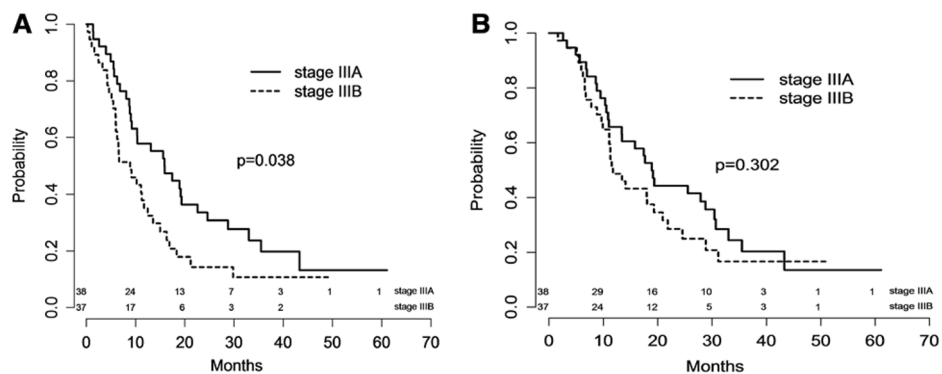 A
B
Probability
1.0
0.8
0.6
0.4
0.2
0.0
stage IIIA
stage IIIB
p=0.038
38 24 13 7 3 1 1 stage IIIA
37 17 6 3 2 stage IIIB
0 10 20 30 40 50 60 70
Months
Probability
1.0
0.8
0.6
0.4
0.2
0.0
stage IIIA
stage IIIB
p=0.302
38 29 16 10 3 1 1 stage IIIA
37 24 12 5 3 1 stage IIIB
0 10 20 30 40 50 60 70
Months